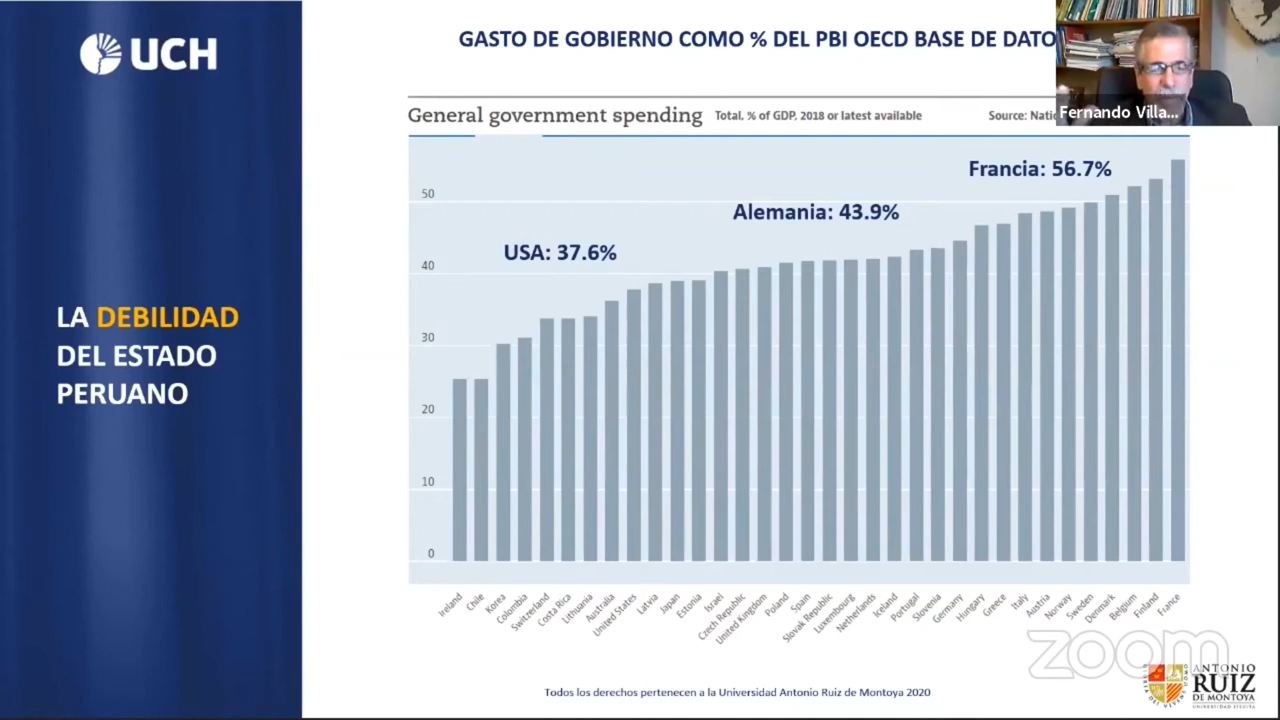 UCH
GASTO DE GOBIERNO COMO % DEL PBI OECD BASE DE DATO
Fernando Villa...
General government spending Total, % of GDP, 2018 or latest available Source: Natio
Francia: 56.7%
Alemania: 43.9%
USA: 37.6%
LA DEBILIDAD
DEL ESTADO
PERUANO
50
40
30
20
10
0
Ireland
Chile
Korea
Colombia
Switzerland
Costa Rica
Lithuania
Australia
United States
Latvia
Japan
Estonia
Israel
Czech Republic
United Kingdom
Poland
Spain
Slovak Republic
Luxembourg
Netherlands
Iceland
Portugal
Slovenia
Germany
Hungary
Greece
Italy
Austria
Norway
Sweden
Denmark
Belgium
Finland
France
zoom
Todos los derechos pertenecen a la Universidad Antonio Ruiz de Montoya 2020
ANTONIO
RUIZ
DE MONTOYA
UNIVERSIDAD JESUITA